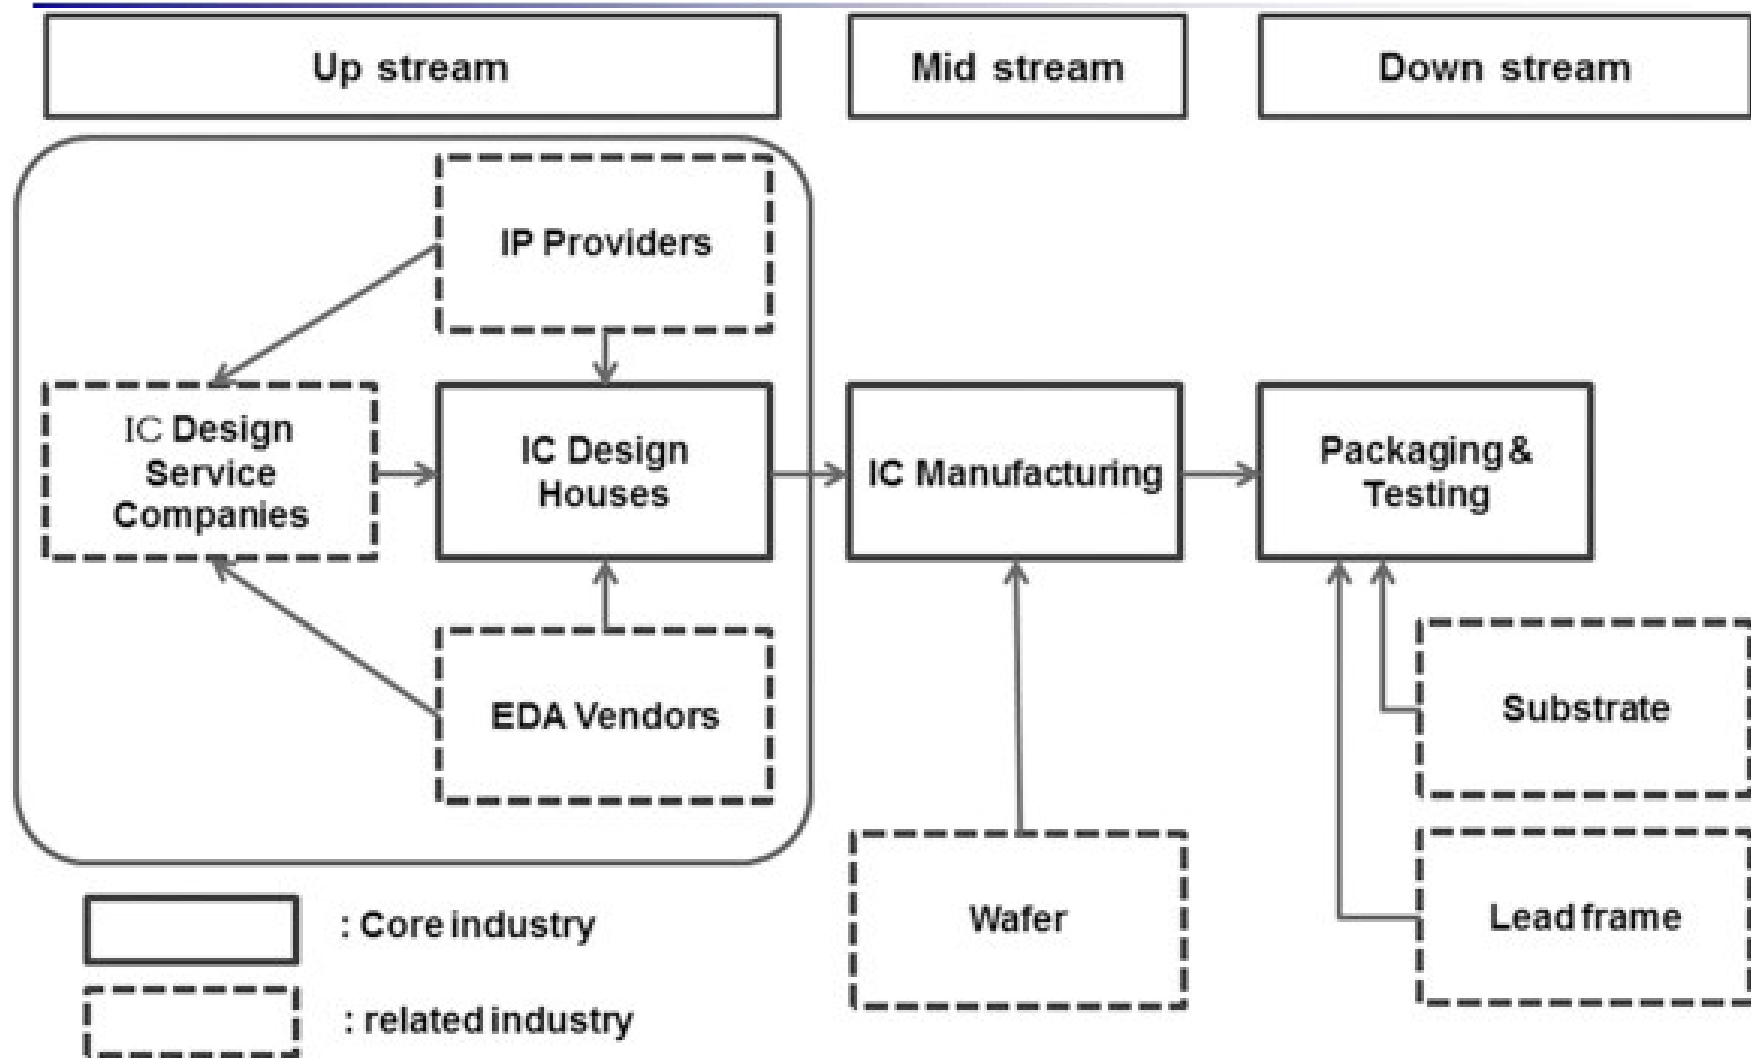 Up stream
Mid stream
Down stream
IP Providers
IC Design
Service
Companies
IC Design
Houses
IC Manufacturing
Packaging &
Testing
EDA Vendors
Substrate
Wafer
Lead frame
: Core industry
: related industry